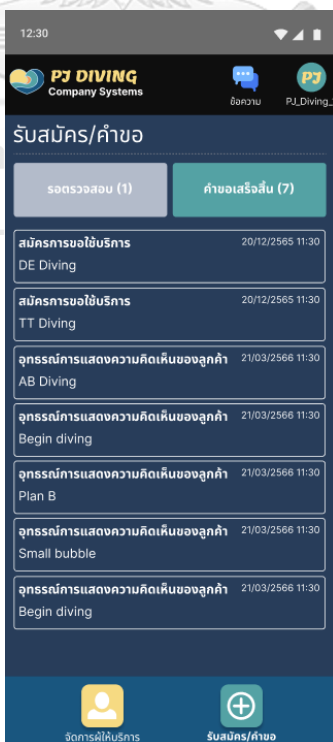 12:30
PJ DIVING
Company Systems
PJ
ข้อความ
PJ_Diving_
รับสมัคร/คำขอ
รอตรวจสอบ (1)
คำขอเสร็จสิ้น (7)
สมัครการขอใช้บริการ 20/12/2565 11:30
DE Diving
สมัครการขอใช้บริการ 20/12/2565 11:30
TT Diving
อุทธรณ์การแสดงความคิดเห็นของลูกค้า 21/03/2566 11:30
AB Diving
อุทธรณ์การแสดงความคิดเห็นของลูกค้า 21/03/2566 11:30
Begin diving
อุทธรณ์การแสดงความคิดเห็นของลูกค้า 21/03/2566 11:30
Plan B
อุทธรณ์การแสดงความคิดเห็นของลูกค้า 21/03/2566 11:30
Small bubble
อุทธรณ์การแสดงความคิดเห็นของลูกค้า 21/03/2566 11:30
Begin diving
จัดการผู้ให้บริการ
รับสมัคร/คำขอ